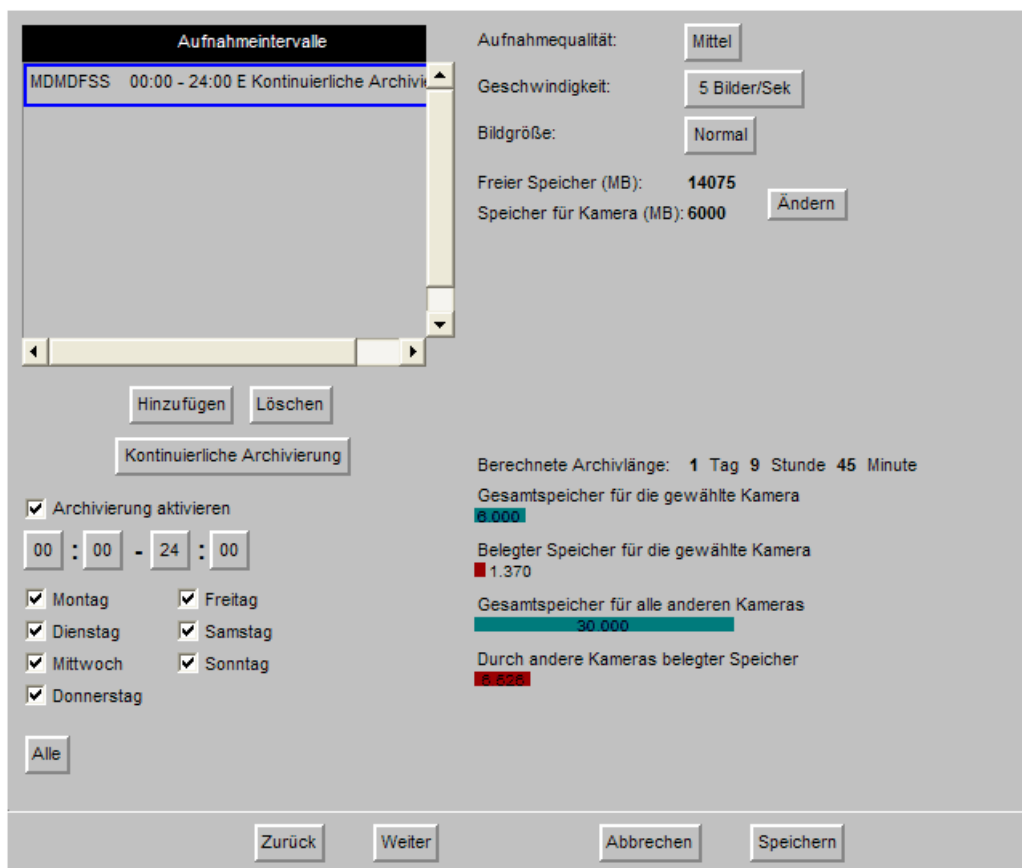 Aufnahmeintervalle
MDMDFSS 00:00 - 24:00 E Kontinuierliche Archivi
Hinzufügen Löschen
Kontinuierliche Archivierung
Archivierung aktivieren
00 : 00 - 24 : 00
Montag Freitag
Dienstag Samstag
Mittwoch Sonntag
Donnerstag
Alle
Aufnahmequalität: Mittel
Geschwindigkeit: 5 Bilder/Sek
Bildgröße: Normal
Freier Speicher (MB): 14075
Speicher für Kamera (MB): 6000 Ändern
Berechnete Archivlänge: 1 Tag 9 Stunde 45 Minute
Gesamtspeicher für die gewählte Kamera
6.000
Belegter Speicher für die gewählte Kamera
1.370
Gesamtspeicher für alle anderen Kameras
30.000
Durch andere Kameras belegter Speicher
Zurück Weiter Abbrechen Speichern